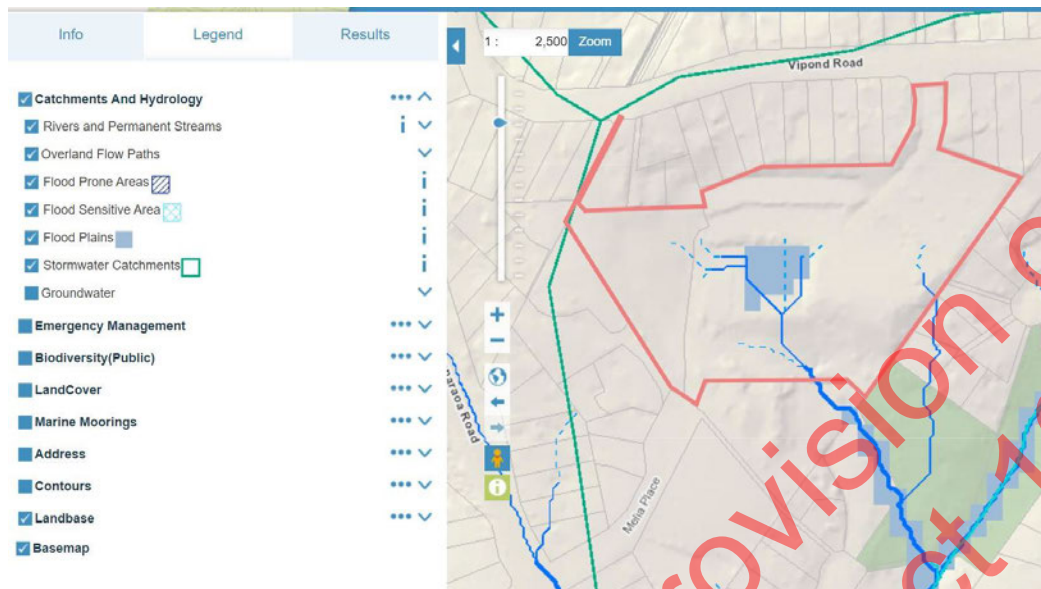 Info Legend Results
1 : 2,500 Zoom
Vipond Road
Catchments And Hydrology
Rivers and Permanent Streams
Overland Flow Paths
Flood Prone Areas
Flood Sensitive Area
Flood Plains
Stormwater Catchments
Groundwater
Emergency Management
Biodiversity(Public)
LandCover
Marine Moorings
Address
Contours
Landbase
Basemap
Road
Melia Place
ovision